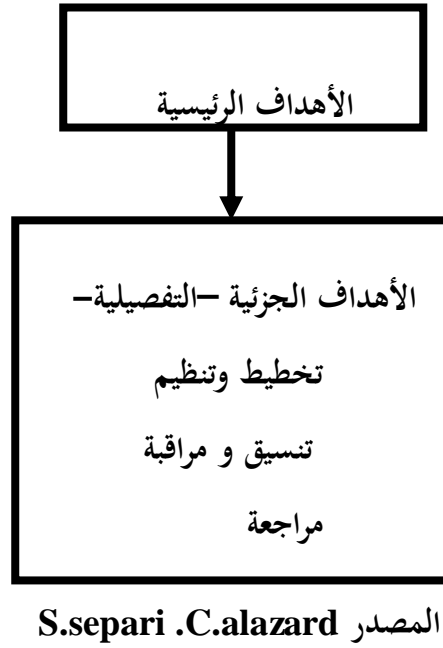 الأهداف الرئيسية
الأهداف الجزئية –التفصيلية–
تخطيط وتنظيم
تنسيق و مراقبة
مراجعة
المصدر S.separi .C.alazard